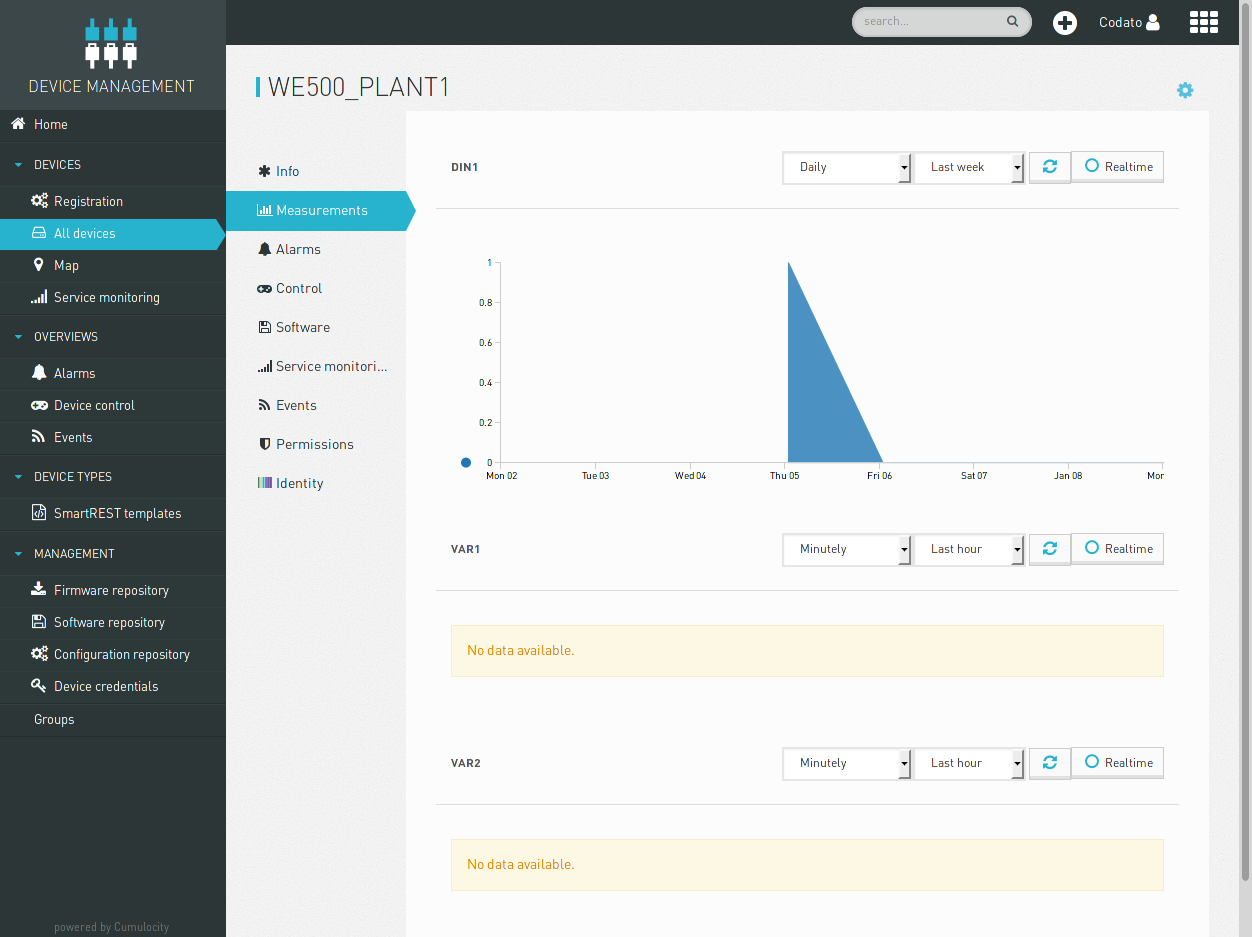 search...
Codato
DEVICE MANAGEMENT
WE500_PLANT1
Home
DEVICES
Registration
All devices
Map
Service monitoring
OVERVIEWS
Alarms
Device control
Events
DEVICE TYPES
SmartREST templates
MANAGEMENT
Firmware repository
Software repository
Configuration repository
Device credentials
Groups
powered by Cumulocity
Info
Measurements
Alarms
Control
Software
Service monitori...
Events
Permissions
Identity
DIN1 Daily Last week Realtime
1
0.8
0.6
0.4
0.2
0
Mon 02 Tue 03 Wed 04 Thu 05 Fri 06 Sat 07 Jan 08 Mor
VAR1 Minutely Last hour Realtime
No data available.
VAR2 Minutely Last hour Realtime
No data available.